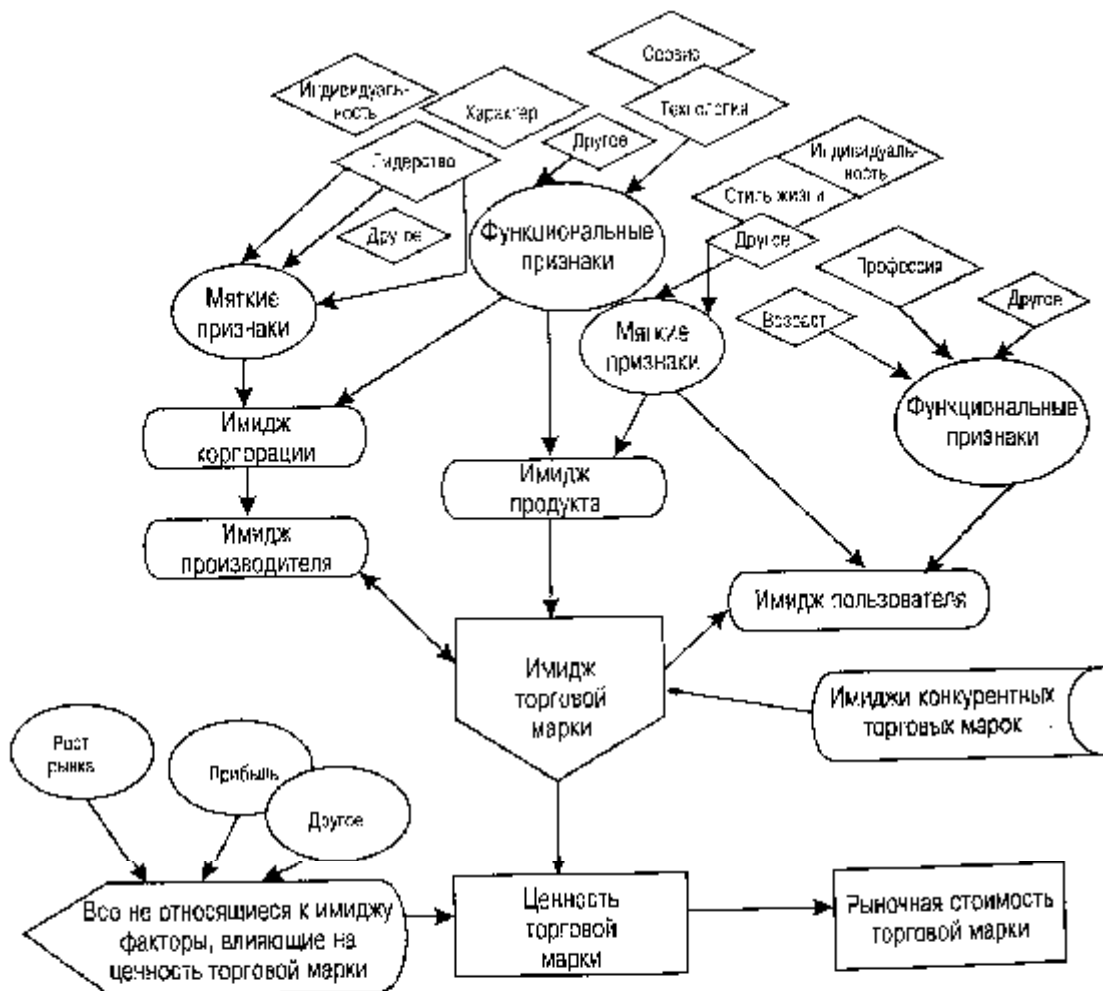 Сервис
Индивидуаль-
ность
Характер
Технология
Другое
Индивидуаль-
ность
Лидерство
Стиль жизни
Другое
Функциональные
признаки
Другое
Профессия
Мягкие
признаки
Возраст
Другое
Мягкие
признаки
Функциональные
признаки
Имидж
корпорации
Имидж
продукта
Имидж
производителя
Имидж пользователя
Имидж
торговой
марки
Имиджи конкурентных
торговых марок
Рост
рынка
Прибыль
Другое
Все не относящиеся к имиджу
факторы, влияющие на
ценность торговой марки
Ценность
торговой
марки
Рыночная стоимость
торговой марки